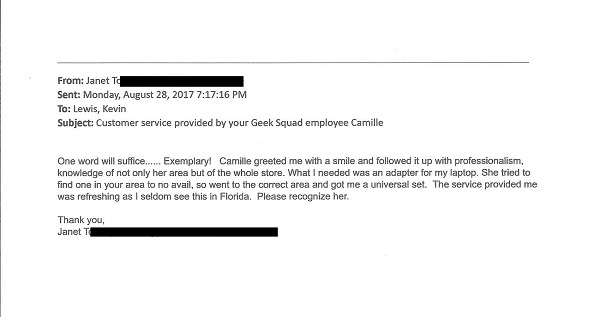 From: Janet To
Sent: Monday, August 28, 2017 7:17:16 PM
To: Lewis, Kevin
Subject: Customer service provided by your Geek Squad employee Camille
One word will suffice...... Exemplary!   Camille greeted me with a smile and followed it up with professionalism,
knowledge of not only her area but of the whole store. What I needed was an adapter for my laptop. She tried to
find one in your area to no avail, so went to the correct area and got me a universal set.  The service provided me
was refreshing as I seldom see this in Florida.  Please recognize her.
Thank you,
Janet T